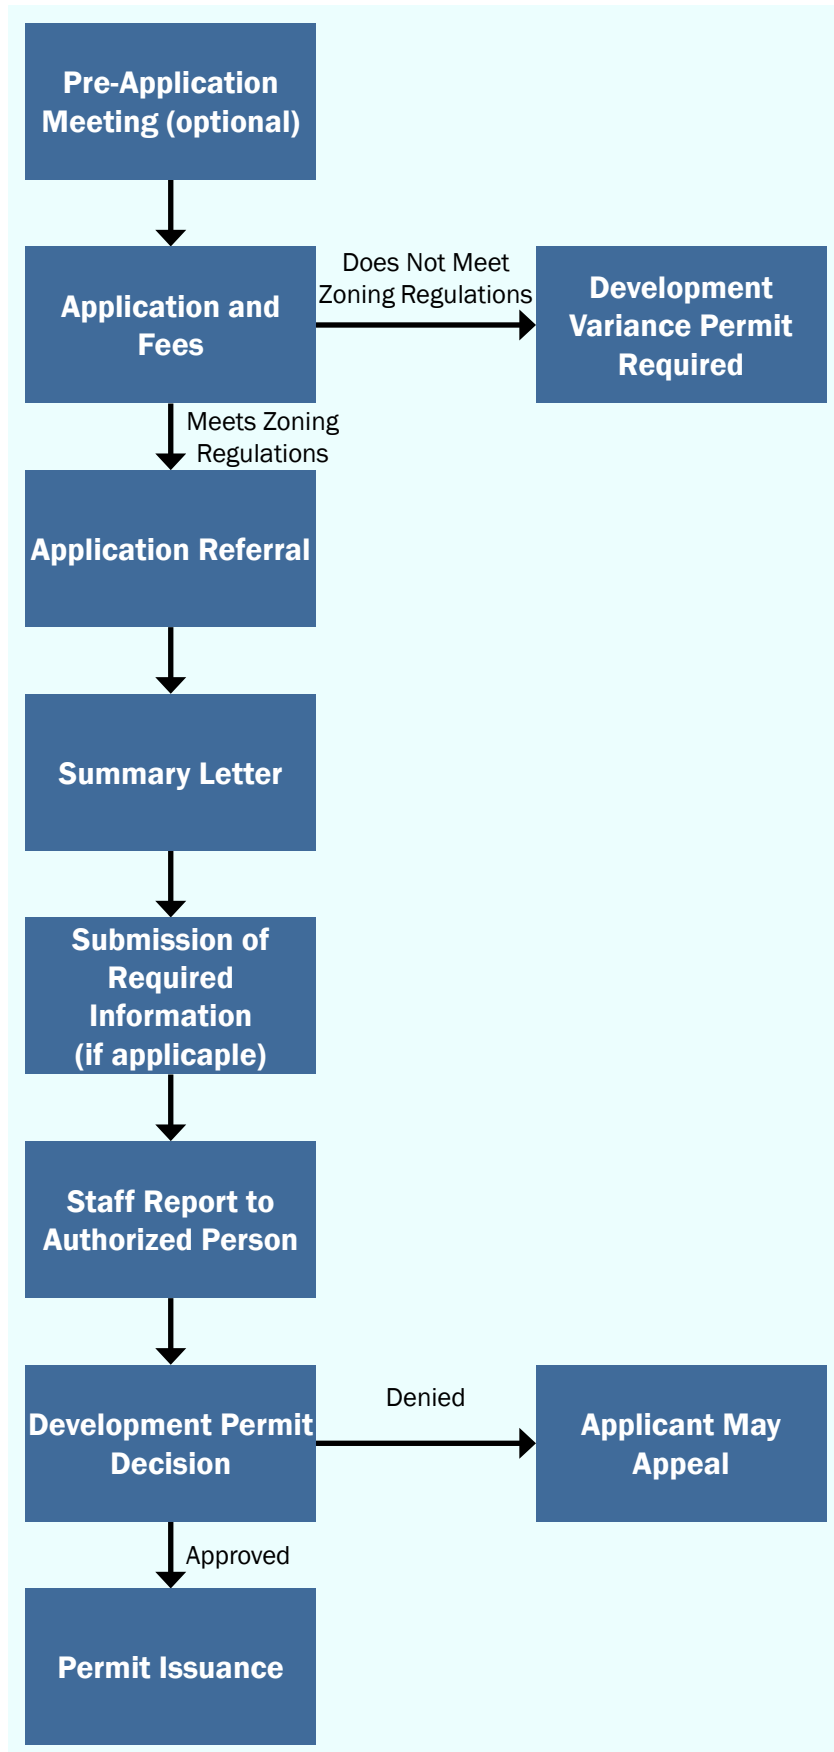 Pre-Application
Meeting (optional)
Application and
Fees
Does Not Meet
Zoning Regulations
Development
Variance Permit
Required
Meets Zoning
Regulations
Application Referral
Summary Letter
Submission of
Required
Information
(if applicaple)
Staff Report to
Authorized Person
Development Permit
Decision
Denied
Applicant May
Appeal
Approved
Permit Issuance